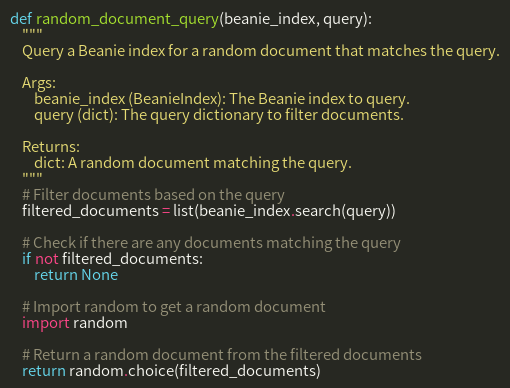 def random_document_query(beanie_index, query):
    """
    Query a Beanie index for a random document that matches the query.

    Args:
        beanie_index (BeanieIndex): The Beanie index to query.
        query (dict): The query dictionary to filter documents.

    Returns:
        dict: A random document matching the query.
    """
    # Filter documents based on the query
    filtered_documents = list(beanie_index.search(query))

    # Check if there are any documents matching the query
    if not filtered_documents:
        return None

    # Import random to get a random document
    import random

    # Return a random document from the filtered documents
    return random.choice(filtered_documents)